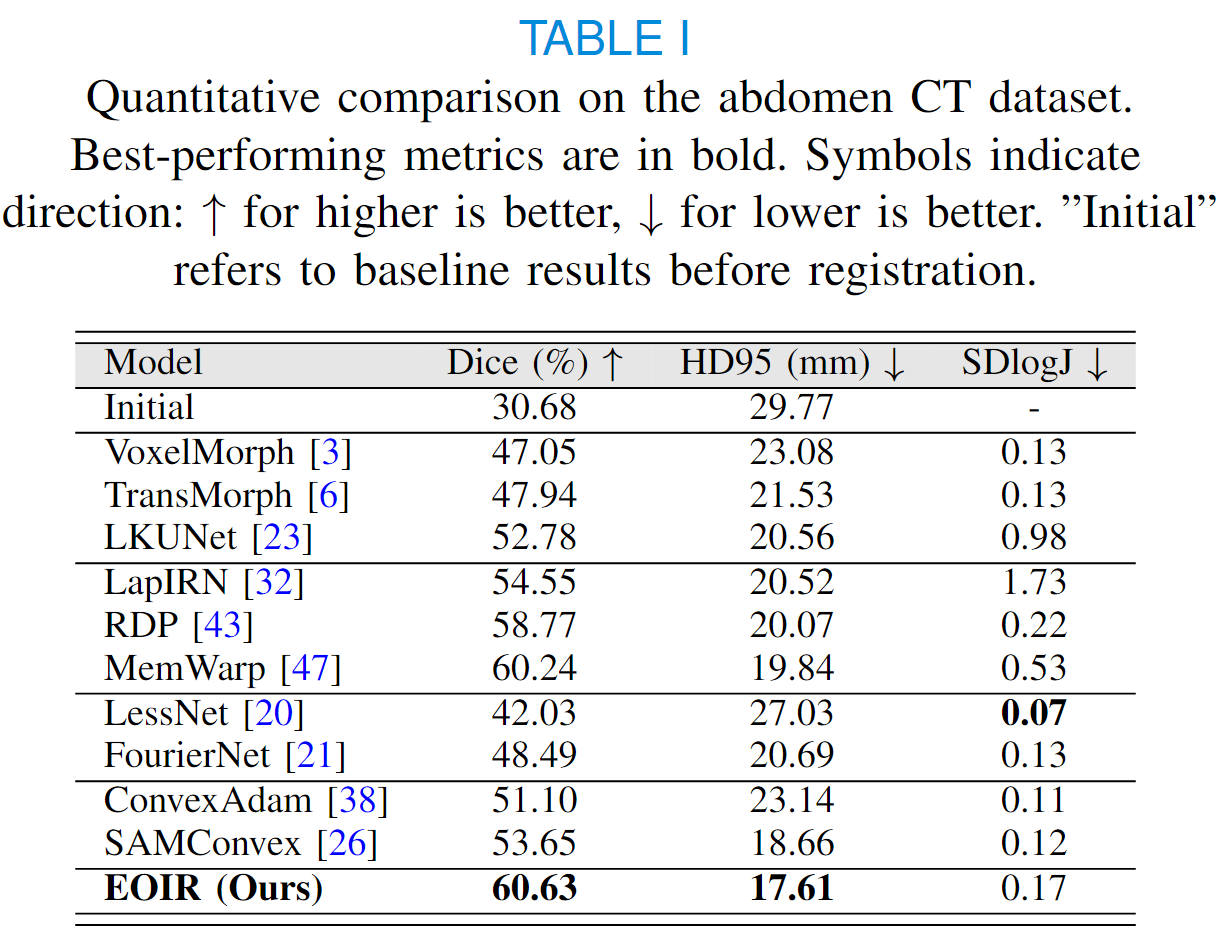 TABLE I
Quantitative comparison on the abdomen CT dataset.
Best-performing metrics are in bold. Symbols indicate
direction: ↑ for higher is better, ↓ for lower is better. ”Initial”
refers to baseline results before registration.
Model Dice (%) ↑ HD95 (mm) ↓ SDlogJ ↓
Initial 30.68 29.77 -
VoxelMorph [3] 47.05 23.08 0.13
TransMorph [6] 47.94 21.53 0.13
LKUNet [23] 52.78 20.56 0.98
LapIRN [32] 54.55 20.52 1.73
RDP [43] 58.77 20.07 0.22
MemWarp [47] 60.24 19.84 0.53
LessNet [20] 42.03 27.03 0.07
FourierNet [21] 48.49 20.69 0.13
ConvexAdam [38] 51.10 23.14 0.11
SAMConvex [26] 53.65 18.66 0.12
EOIR (Ours) 60.63 17.61 0.17